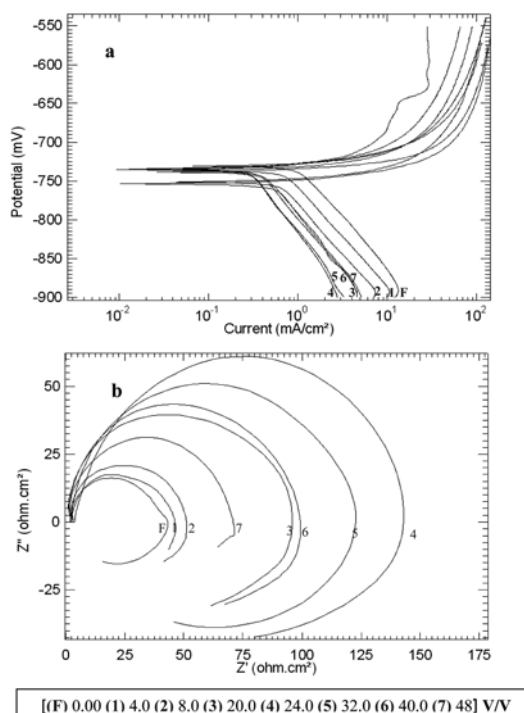 a
-550
-600
-650
-700
-750
-800
-850
-900
Potential (mV)
5 6 7
4 3 2 1 F
10⁻² 10⁻¹ 10⁰ 10¹ 10²
Current (mA/cm²)
b
50
25
0
-25
Z'' (ohm.cm²)
F 1 2 7 3 6 5 4
0 25 50 75 100 125 150 175
Z' (ohm.cm²)
[(F) 0.00 (1) 4.0 (2) 8.0 (3) 20.0 (4) 24.0 (5) 32.0 (6) 40.0 (7) 48] V/V